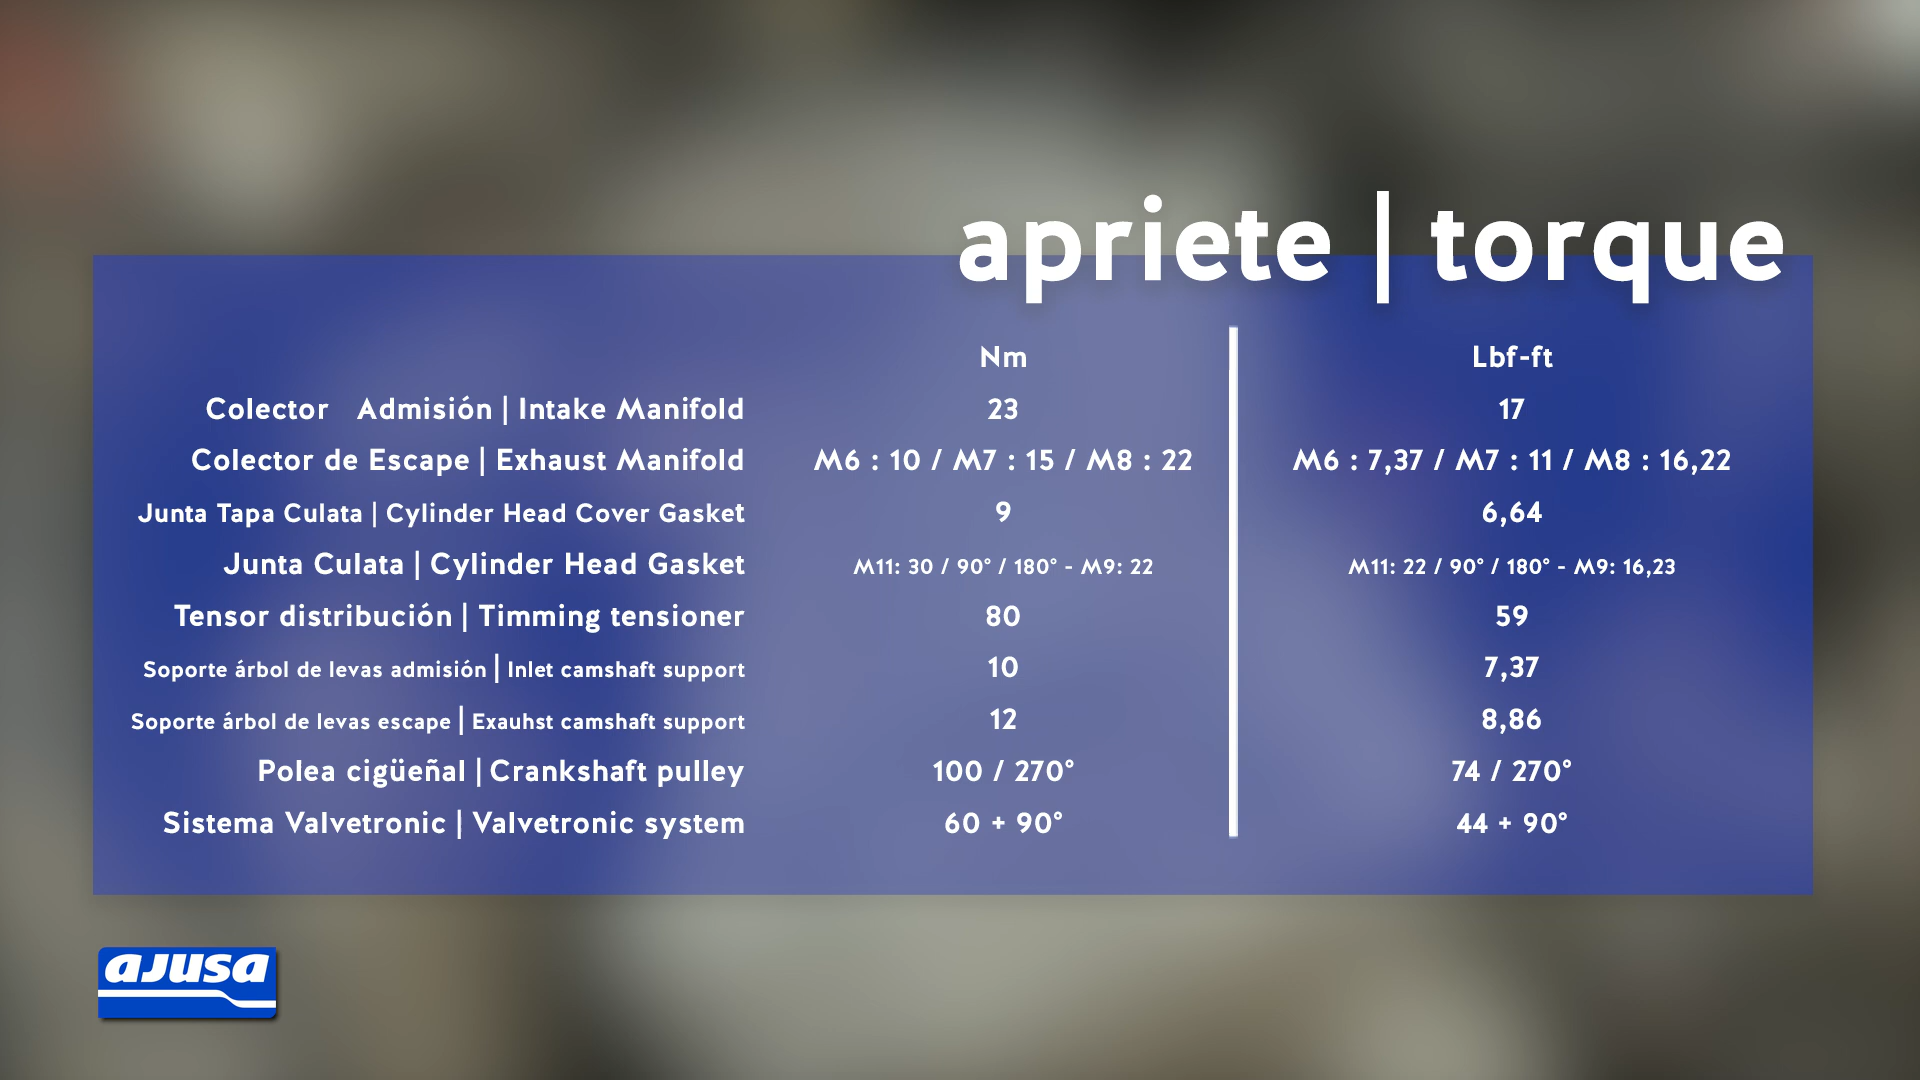 apriete | torque
Nm Lbf-ft
Colector Admisión | Intake Manifold 23 17
Colector de Escape | Exhaust Manifold M6 : 10 / M7 : 15 / M8 : 22 M6 : 7,37 / M7 : 11 / M8 : 16,22
Junta Tapa Culata | Cylinder Head Cover Gasket 9 6,64
Junta Culata | Cylinder Head Gasket M11: 30 / 90° / 180° - M9: 22 M11: 22 / 90° / 180° - M9: 16,23
Tensor distribución | Timming tensioner 80 59
Soporte árbol de levas admisión | Inlet camshaft support 10 7,37
Soporte árbol de levas escape | Exauhst camshaft support 12 8,86
Polea cigüeñal | Crankshaft pulley 100 / 270° 74 / 270°
Sistema Valvetronic | Valvetronic system 60 + 90° 44 + 90°
ajusa